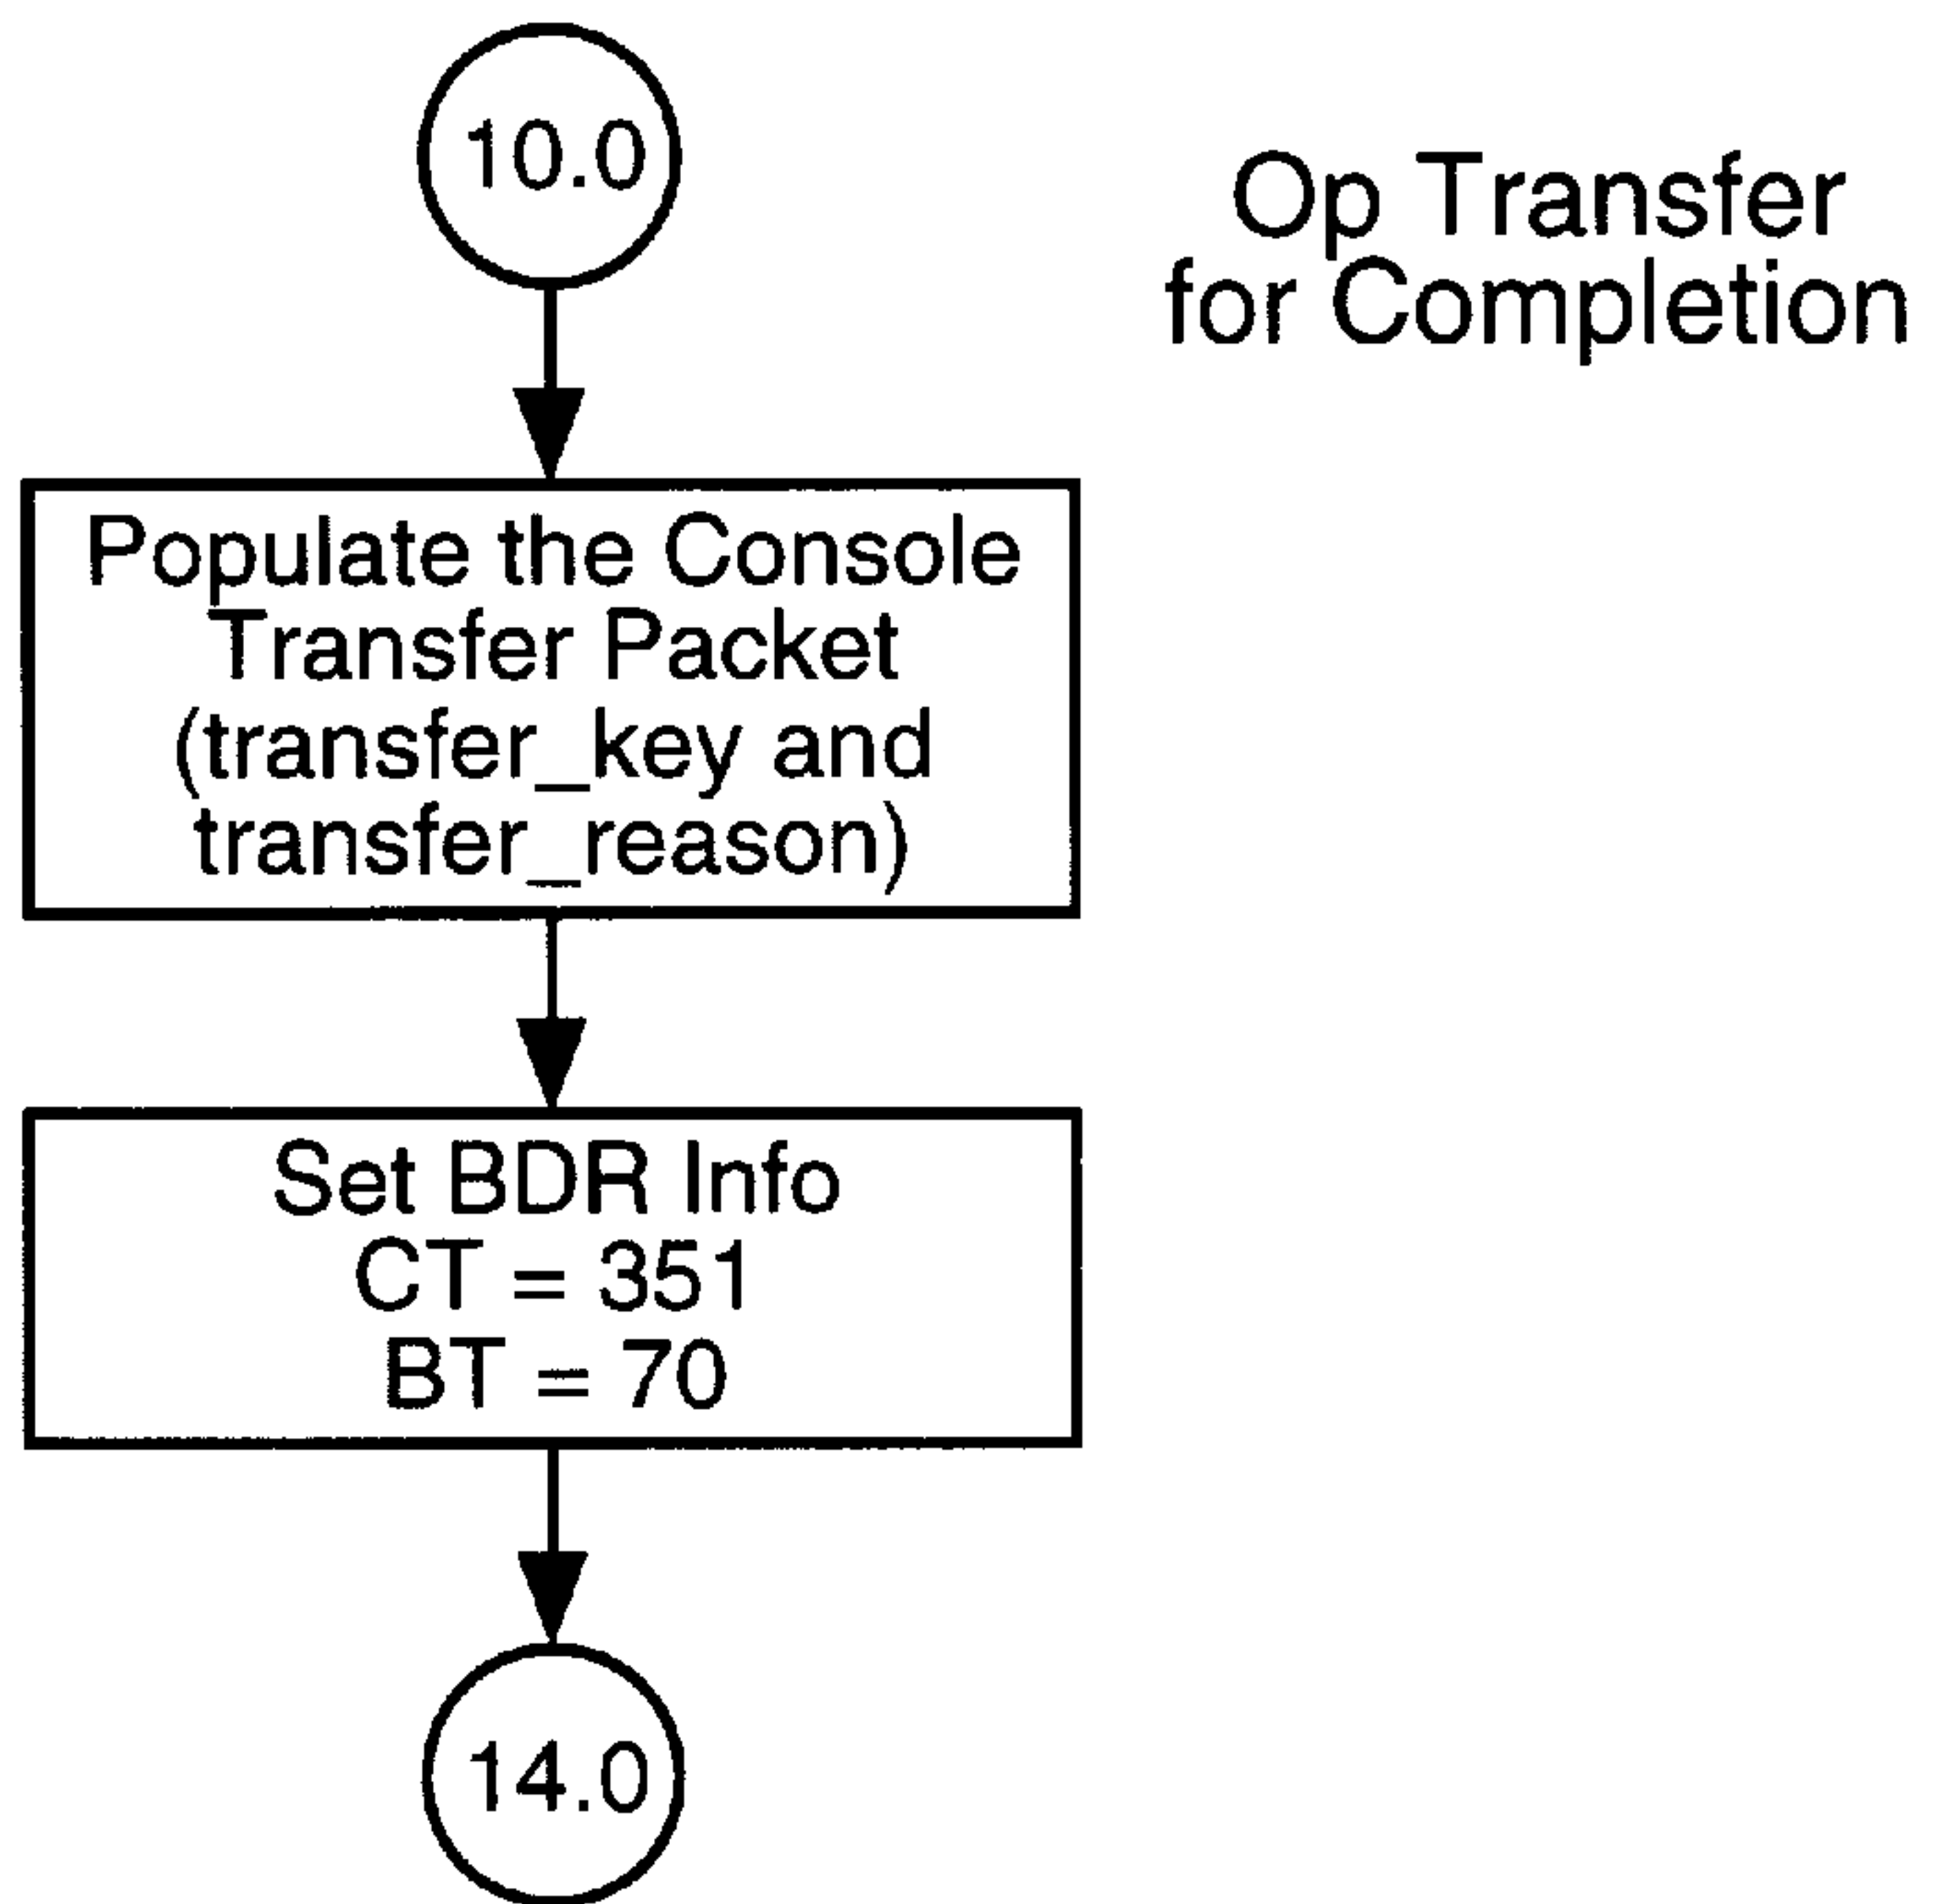 10.0
Op Transfer
for Completion
Populate the Console
Transfer Packet
(transfer_key and
transfer_reason)
Set BDR Info
CT = 351
BT = 70
14.0